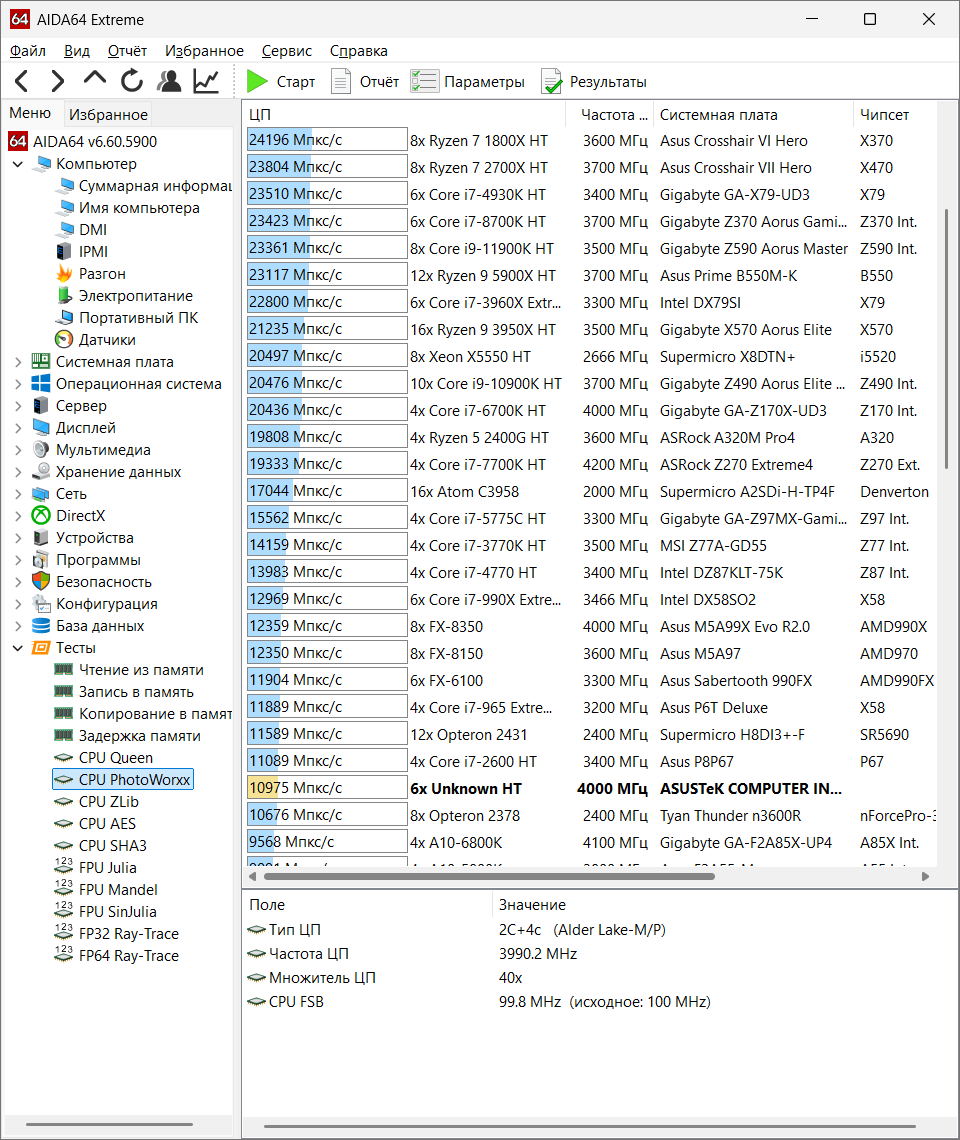 64 AIDA64 Extreme
Файл Вид Отчёт Избранное Сервис Справка
Старт Отчёт Параметры Результаты
Меню Избранное
64 AIDA64 v6.60.5900
Компьютер
Суммарная информац
Имя компьютера
DMI
IPMI
Разгон
Электропитание
Портативный ПК
Датчики
Системная плата
Операционная система
Сервер
Дисплей
Мультимедиа
Хранение данных
Сеть
DirectX
Устройства
Программы
Безопасность
Конфигурация
База данных
Тесты
Чтение из памяти
Запись в память
Копирование в памят
Задержка памяти
CPU Queen
CPU PhotoWorxx
CPU ZLib
CPU AES
CPU SHA3
123 FPU Julia
123 FPU Mandel
123 FPU SinJulia
123 FP32 Ray-Trace
123 FP64 Ray-Trace
ЦП Частота ... Системная плата Чипсет
24196 Мпкс/с 8x Ryzen 7 1800X HT 3600 МГц Asus Crosshair VI Hero X370
23804 Мпкс/с 8x Ryzen 7 2700X HT 3700 МГц Asus Crosshair VII Hero X470
23510 Мпкс/с 6x Core i7-4930K HT 3400 МГц Gigabyte GA-X79-UD3 X79
23423 Мпкс/с 6x Core i7-8700K HT 3700 МГц Gigabyte Z370 Aorus Gami... Z370 Int.
23361 Мпкс/с 8x Core i9-11900K HT 3500 МГц Gigabyte Z590 Aorus Master Z590 Int.
23117 Мпкс/с 12x Ryzen 9 5900X HT 3700 МГц Asus Prime B550M-K B550
22800 Мпкс/с 6x Core i7-3960X Extr... 3300 МГц Intel DX79SI X79
21235 Мпкс/с 16x Ryzen 9 3950X HT 3500 МГц Gigabyte X570 Aorus Elite X570
20497 Мпкс/с 8x Xeon X5550 HT 2666 МГц Supermicro X8DTN+ i5520
20476 Мпкс/с 10x Core i9-10900K HT 3700 МГц Gigabyte Z490 Aorus Elite ... Z490 Int.
20436 Мпкс/с 4x Core i7-6700K HT 4000 МГц Gigabyte GA-Z170X-UD3 Z170 Int.
19808 Мпкс/с 4x Ryzen 5 2400G HT 3600 МГц ASRock A320M Pro4 A320
19333 Мпкс/с 4x Core i7-7700K HT 4200 МГц ASRock Z270 Extreme4 Z270 Ext.
17044 Мпкс/с 16x Atom C3958 2000 МГц Supermicro A2SDi-H-TP4F Denverton
15562 Мпкс/с 4x Core i7-5775C HT 3300 МГц Gigabyte GA-Z97MX-Gami... Z97 Int.
14159 Мпкс/с 4x Core i7-3770K HT 3500 МГц MSI Z77A-GD55 Z77 Int.
13983 Мпкс/с 4x Core i7-4770 HT 3400 МГц Intel DZ87KLT-75K Z87 Int.
12969 Мпкс/с 6x Core i7-990X Extre... 3466 МГц Intel DX58SO2 X58
12359 Мпкс/с 8x FX-8350 4000 МГц Asus M5A99X Evo R2.0 AMD990X
12350 Мпкс/с 8x FX-8150 3600 МГц Asus M5A97 AMD970
11904 Мпкс/с 6x FX-6100 3300 МГц Asus Sabertooth 990FX AMD990FX
11889 Мпкс/с 4x Core i7-965 Extre... 3200 МГц Asus P6T Deluxe X58
11589 Мпкс/с 12x Opteron 2431 2400 МГц Supermicro H8DI3+-F SR5690
11089 Мпкс/с 4x Core i7-2600 HT 3400 МГц Asus P8P67 P67
10975 Мпкс/с 6x Unknown HT 4000 МГц ASUSTeK COMPUTER IN...
10676 Мпкс/с 8x Opteron 2378 2400 МГц Tyan Thunder n3600R nForcePro-3
9568 Мпкс/с 4x A10-6800K 4100 МГц Gigabyte GA-F2A85X-UP4 A85X Int.
Поле Значение
Тип ЦП 2C+4c (Alder Lake-M/P)
Частота ЦП 3990.2 MHz
Множитель ЦП 40x
CPU FSB 99.8 MHz (исходное: 100 MHz)